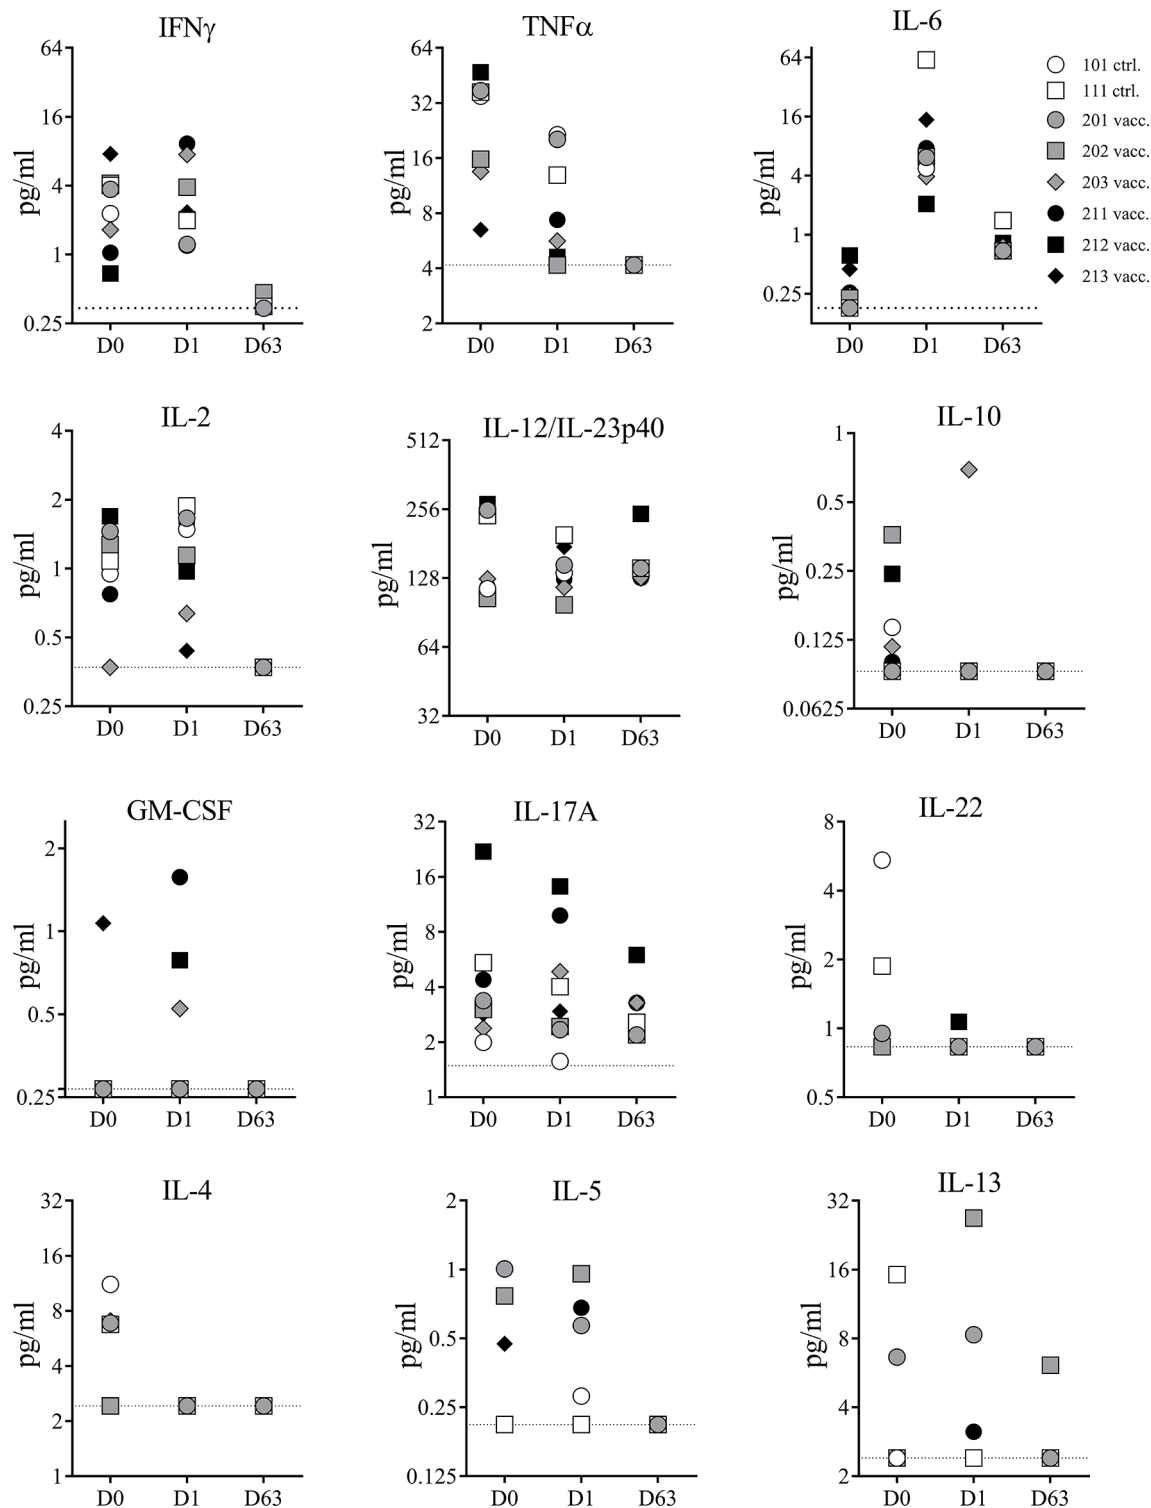 IFNγ
64
16
4
1
0.25
pg/ml
D0 D1 D63
TNFα
64
32
16
8
4
2
pg/ml
D0 D1 D63
IL-6
64
16
4
1
0.25
pg/ml
D0 D1 D63
101 ctrl.
111 ctrl.
201 vacc.
202 vacc.
203 vacc.
211 vacc.
212 vacc.
213 vacc.
IL-2
4
2
1
0.5
0.25
pg/ml
D0 D1 D63
IL-12/IL-23p40
512
256
128
64
32
pg/ml
D0 D1 D63
IL-10
1
0.5
0.25
0.125
0.0625
pg/ml
D0 D1 D63
GM-CSF
2
1
0.5
0.25
pg/ml
D0 D1 D63
IL-17A
32
16
8
4
2
1
pg/ml
D0 D1 D63
IL-22
8
4
2
1
0.5
pg/ml
D0 D1 D63
IL-4
32
16
8
4
2
1
pg/ml
D0 D1 D63
IL-5
2
1
0.5
0.25
0.125
pg/ml
D0 D1 D63
IL-13
32
16
8
4
2
pg/ml
D0 D1 D63